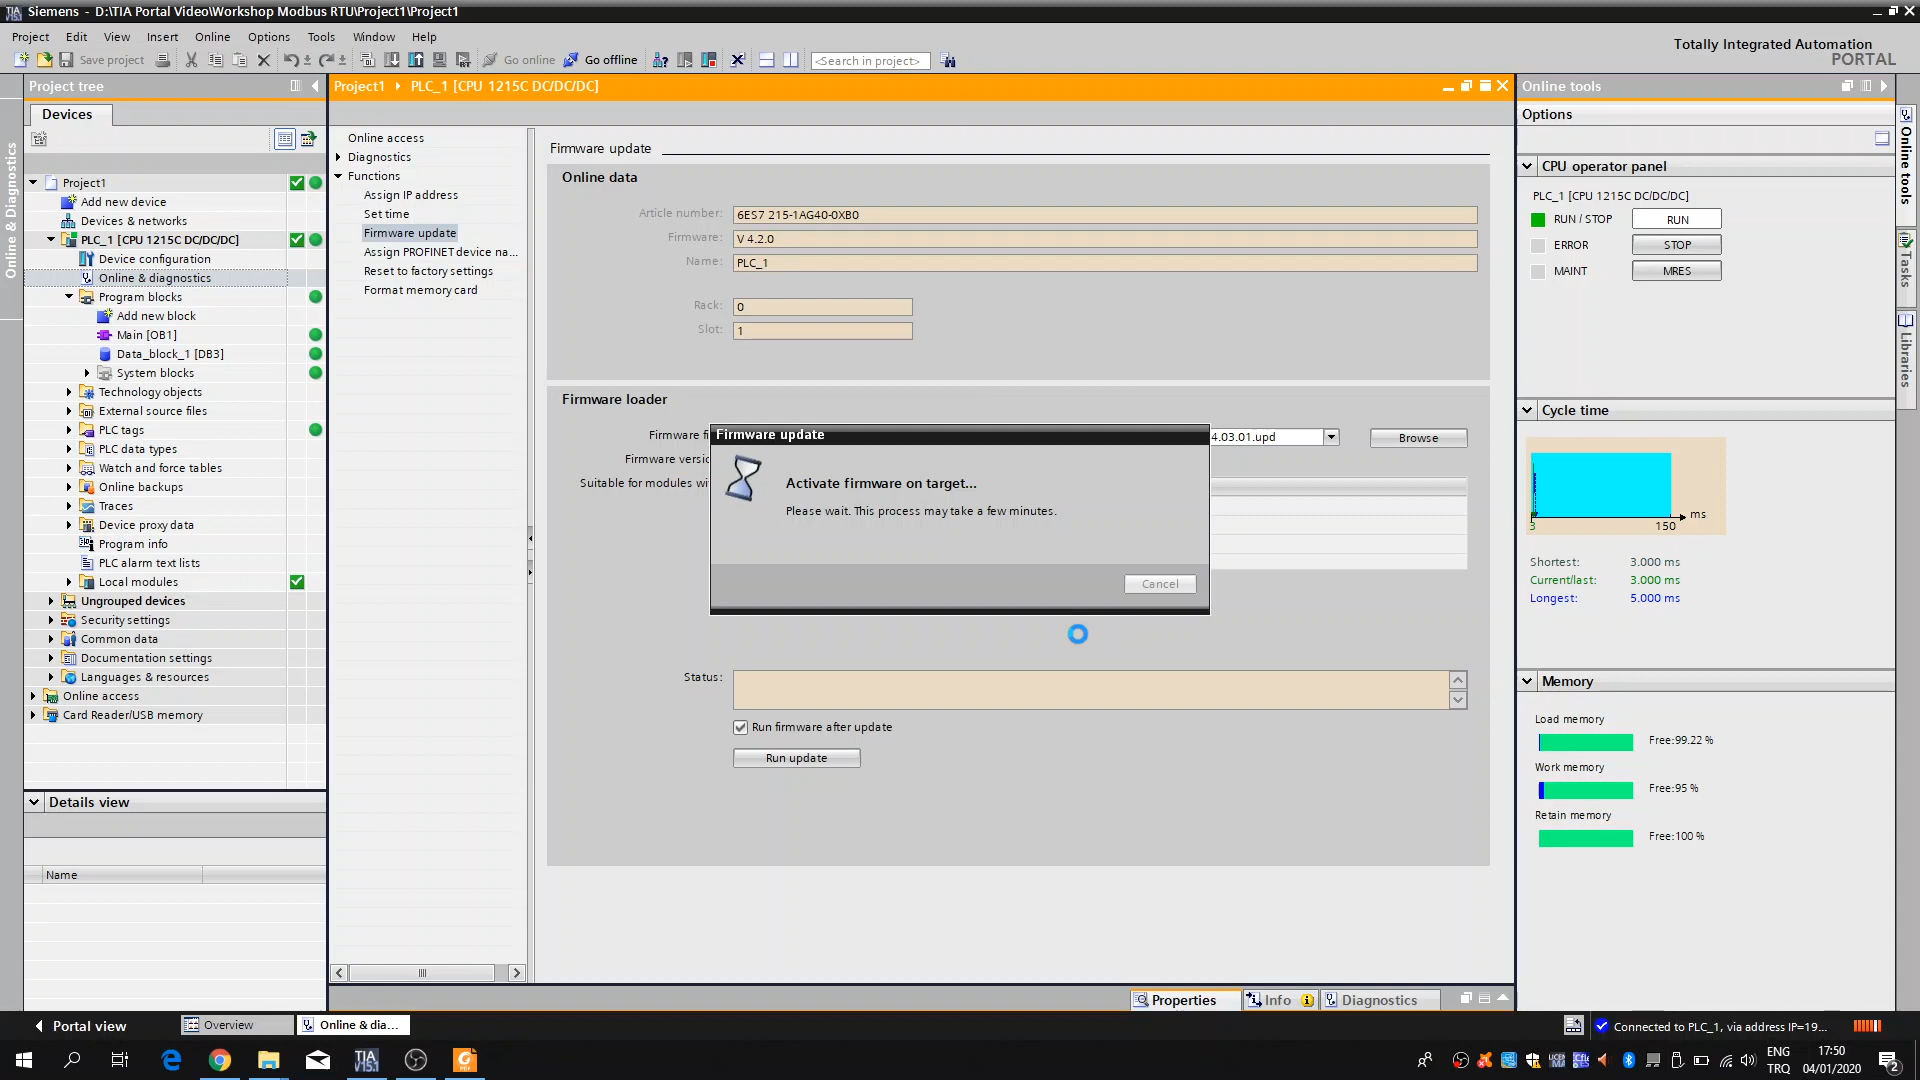 Siemens - D:\TIA Portal Video\Workshop Modbus RTU\Project1\Project1
Project Edit View Insert Online Options Tools Window Help
Totally Integrated Automation
PORTAL
Save project
Go online
Go offline
<Search in project>
Project tree
Devices
Online & Diagnostics
Project1
Add new device
Devices & networks
PLC_1 [CPU 1215C DC/DC/DC]
Device configuration
Online & diagnostics
Program blocks
Add new block
Main [OB1]
Data_block_1 [DB3]
System blocks
Technology objects
External source files
PLC tags
PLC data types
Watch and force tables
Online backups
Traces
Device proxy data
Program info
PLC alarm text lists
Local modules
Ungrouped devices
Security settings
Common data
Documentation settings
Languages & resources
Online access
Card Reader/USB memory
Details view
Name
Project1 PLC_1 [CPU 1215C DC/DC/DC]
Online access
Diagnostics
Functions
Assign IP address
Set time
Firmware update
Assign PROFINET device na...
Reset to factory settings
Format memory card
Firmware update
Online data
Article number: 6ES7 215-1AG40-0XB0
Firmware: V 4.2.0
Name: PLC_1
Rack: 0
Slot: 1
Firmware loader
Firmware fi
4.03.01.upd
Browse
Firmware versio
Suitable for modules wi
Firmware update
Activate firmware on target...
Please wait. This process may take a few minutes.
Cancel
Status:
Run firmware after update
Run update
Properties
Info
Diagnostics
Online tools
Options
CPU operator panel
PLC_1 [CPU 1215C DC/DC/DC]
RUN / STOP RUN
ERROR STOP
MAINT MRES
Cycle time
ms
3 150
Shortest: 3.000 ms
Current/last: 3.000 ms
Longest: 5.000 ms
Memory
Load memory
Free:99.22 %
Work memory
Free:95 %
Retain memory
Free:100 %
Online tools
Tasks
Libraries
Portal view
Overview
Online & dia...
Connected to PLC_1, via address IP=19...
TIA
V15.1
PDF
ENG
TRQ
17:50
04/01/2020
2